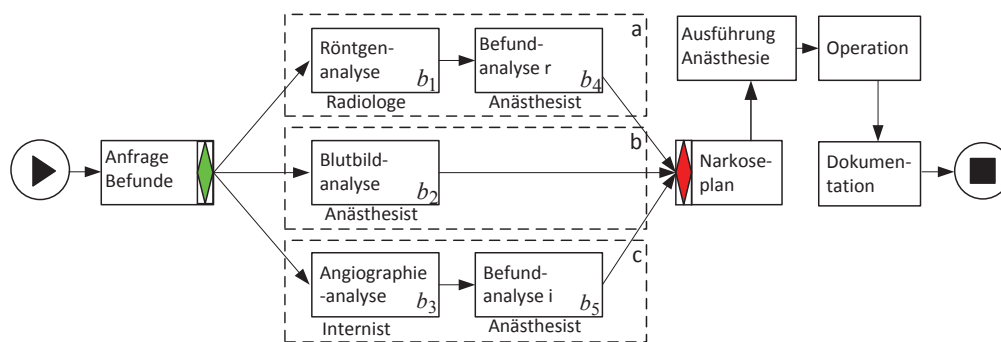 Anfrage
Befunde
a
Röntgen-
analyse
b1
Radiologe
Befund-
analyse r
b4
Anästhesist
b
Blutbild-
analyse
b2
Anästhesist
c
Angiographie
-analyse
b3
Internist
Befund-
analyse i
b5
Anästhesist
Narkose-
plan
Ausführung
Anästhesie
Operation
Dokumen-
tation